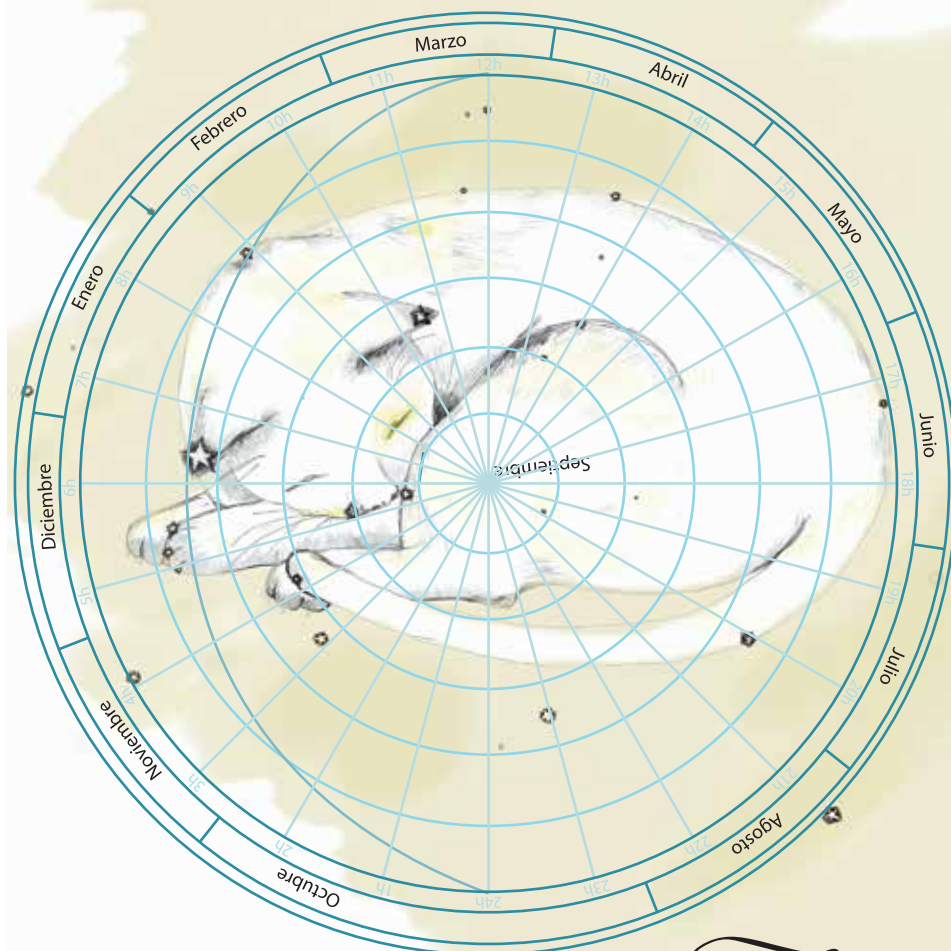 Marzo
Abril
Mayo
Junio
Julio
Agosto
Septiembre
Octubre
Noviembre
Diciembre
Enero
Febrero
12h
13h
14h
15h
16h
17h
18h
19h
20h
21h
22h
23h
24h
1h
2h
3h
4h
5h
6h
7h
8h
9h
10h
11h